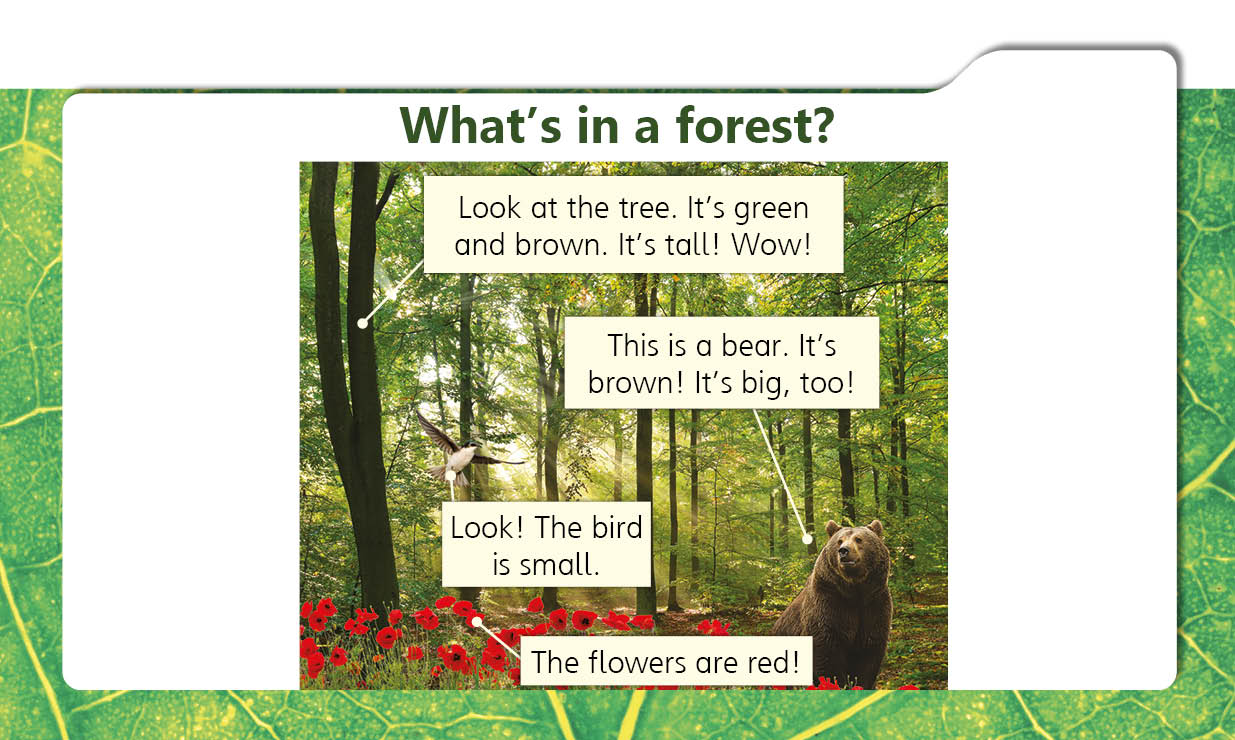 What’s in a forest?
Look at the tree. It’s green
and brown. It’s tall! Wow!
This is a bear. It’s
brown! It’s big, too!
Look! The bird
is small.
The flowers are red!